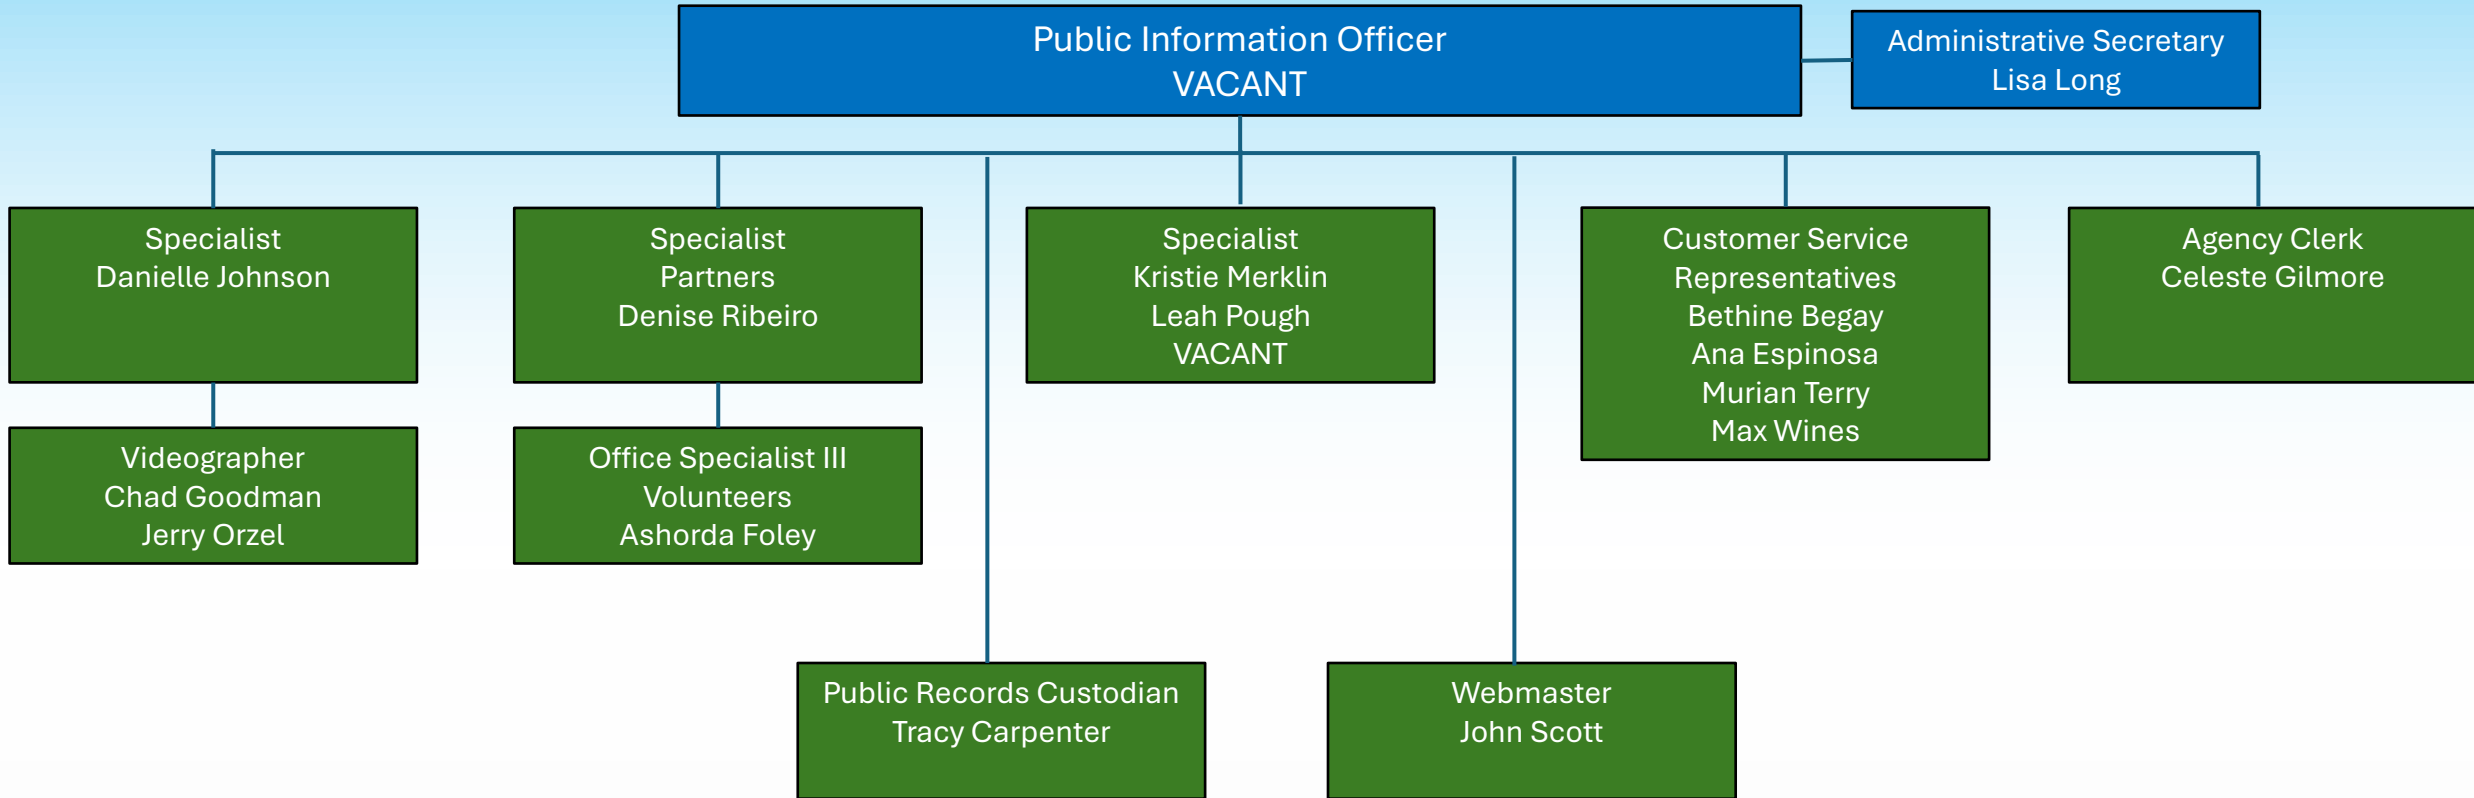 Public Information Officer
VACANT
Administrative Secretary
Lisa Long
Specialist
Danielle Johnson
Specialist
Partners
Denise Ribeiro
Specialist
Kristie Merklin
Leah Pough
VACANT
Customer Service
Representatives
Bethine Begay
Ana Espinosa
Murian Terry
Max Wines
Agency Clerk
Celeste Gilmore
Videographer
Chad Goodman
Jerry Orzel
Office Specialist III
Volunteers
Ashorda Foley
Public Records Custodian
Tracy Carpenter
Webmaster
John Scott